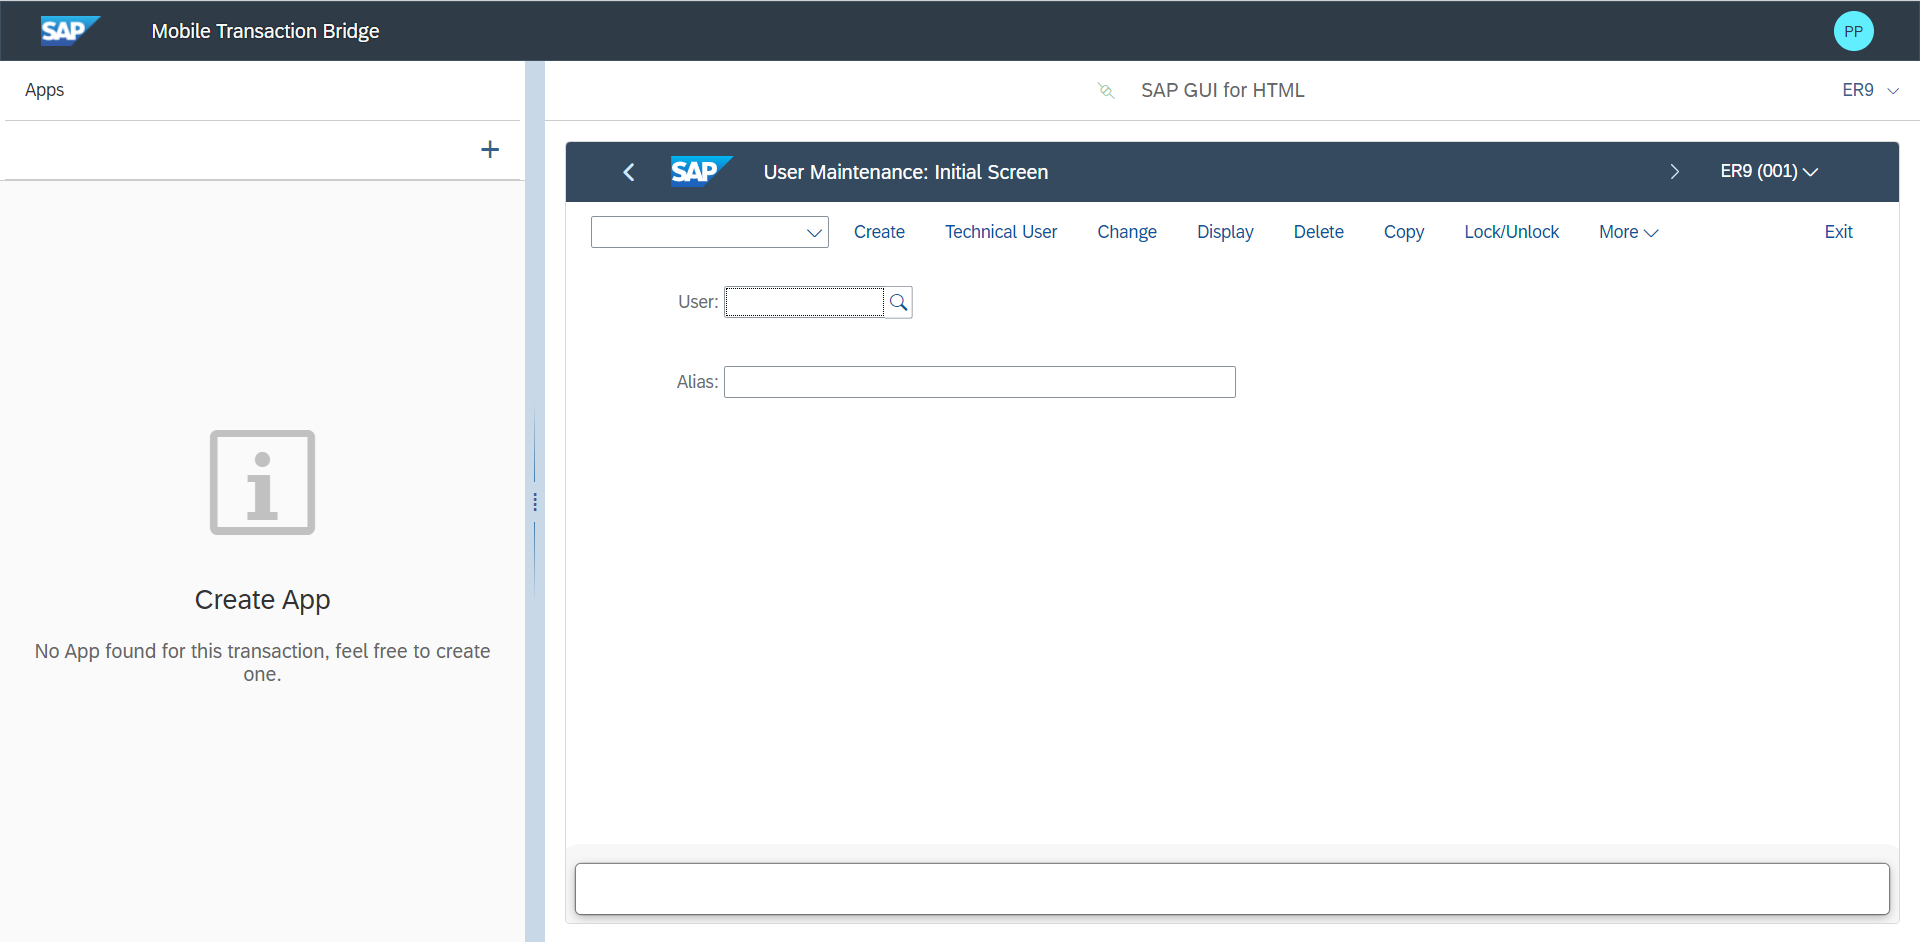 SAP Mobile Transaction Bridge PP
Apps
SAP GUI for HTML ER9
SAP User Maintenance: Initial Screen ER9 (001)
Create Technical User Change Display Delete Copy Lock/Unlock More Exit
User:
Alias:
Create App
No App found for this transaction, feel free to create
one.